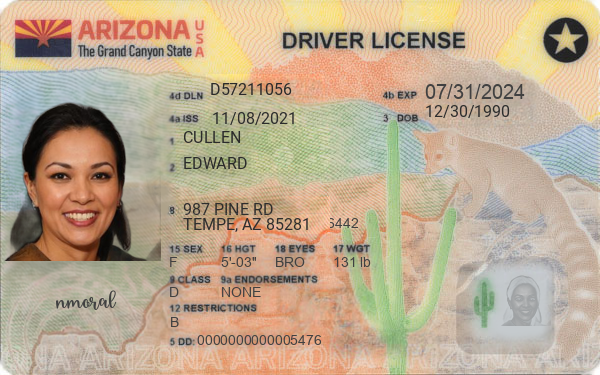 ARIZONA USA
The Grand Canyon State
DRIVER LICENSE
4d DLN D57211056
4b EXP 07/31/2024
4a ISS 11/08/2021
3 DOB 12/30/1990
1 CULLEN
2 EDWARD
8 987 PINE RD
TEMPE, AZ 85281 6442
15 SEX 16 HGT 18 EYES 17 WGT
F 5'-03" BRO 131 lb
9 CLASS 9a ENDORSEMENTS
D NONE
12 RESTRICTIONS
B
nmoral
5 DD: 0000000000005476
ARIZONA ARIZONA ARIZONA ARIZONA